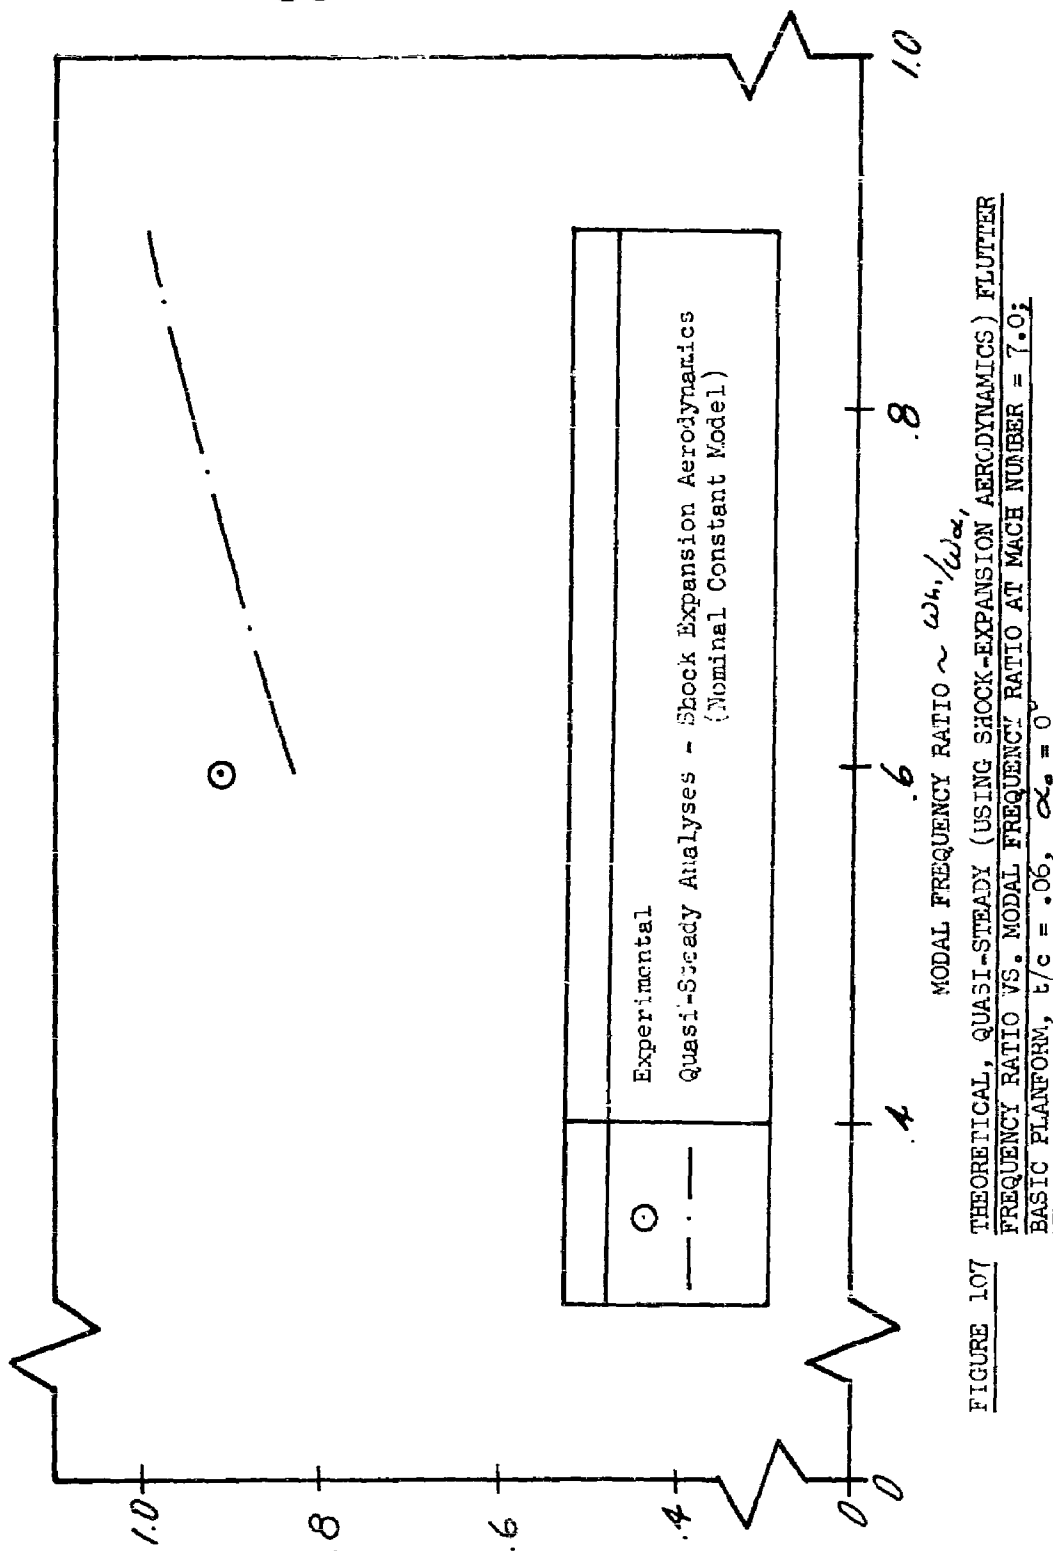 1.0
.8
.6
.4
0
0
.4
.6
.8
1.0
Experimental
Quasi-Steady Analyses - Shock Expansion Aerodynamics
(Nominal Constant Model)
MODAL FREQUENCY RATIO ~ ωh₁/ωα₁
FIGURE 107 THEORETICAL, QUASI-STEADY (USING SHOCK-EXPANSION AERODYNAMICS) FLUTTER
FREQUENCY RATIO VS. MODAL FREQUENCY RATIO AT MACH NUMBER = 7.0;
BASIC PLANFORM, t/c = .06, α₀ = 0°